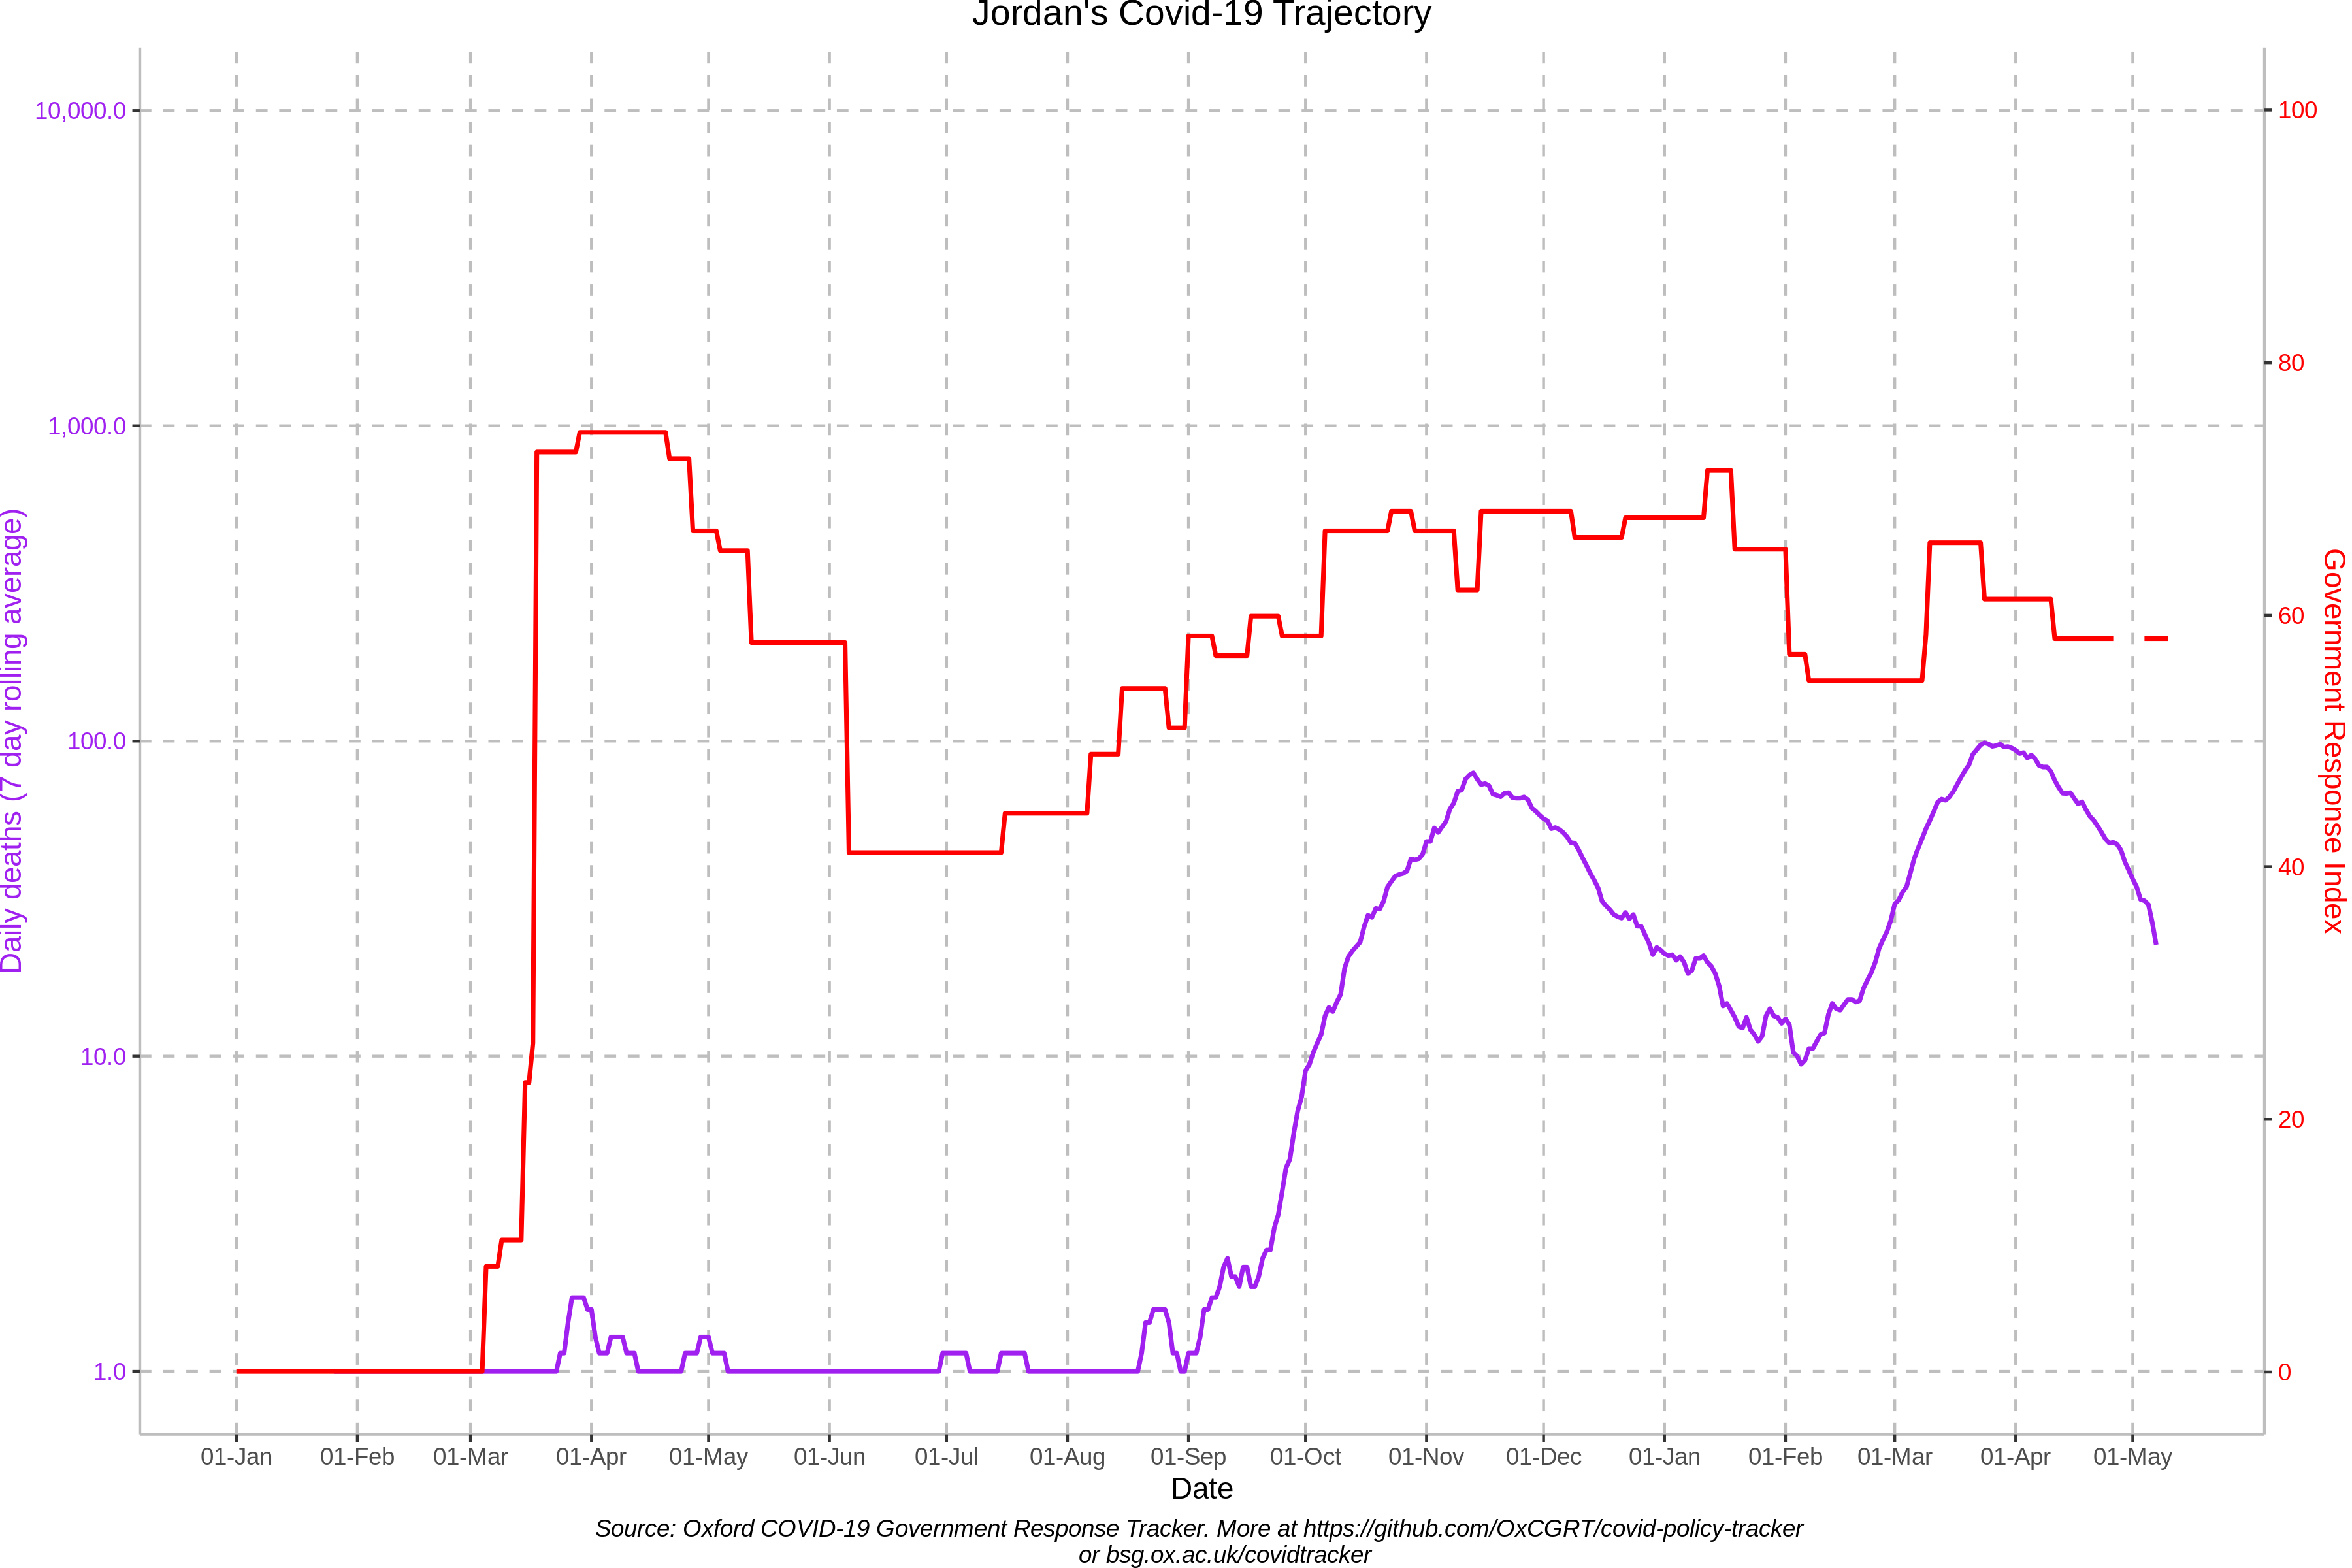 Jordan's Covid-19 Trajectory
10,000.0
1,000.0
100.0
10.0
1.0
Daily deaths (7 day rolling average)
100
80
60
40
20
0
Government Response Index
01-Jan 01-Feb 01-Mar 01-Apr 01-May 01-Jun 01-Jul 01-Aug 01-Sep 01-Oct 01-Nov 01-Dec 01-Jan 01-Feb 01-Mar 01-Apr 01-May
Date
Source: Oxford COVID-19 Government Response Tracker. More at https://github.com/OxCGRT/covid-policy-tracker
or bsg.ox.ac.uk/covidtracker